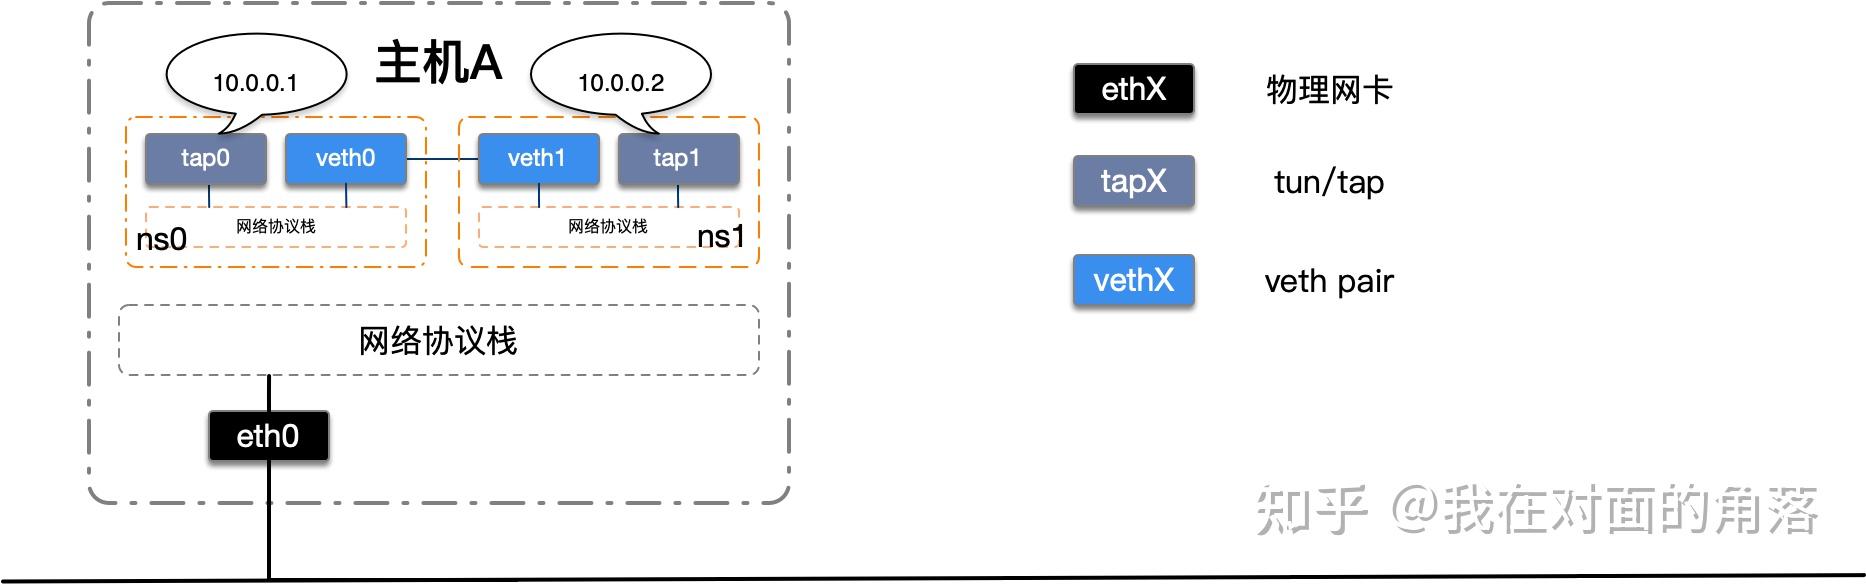 主机A
10.0.0.1
10.0.0.2
tap0
veth0
veth1
tap1
网络协议栈
网络协议栈
ns0
ns1
网络协议栈
eth0
ethX
物理网卡
tapX
tun/tap
vethX
veth pair
知乎 @我在对面的角落